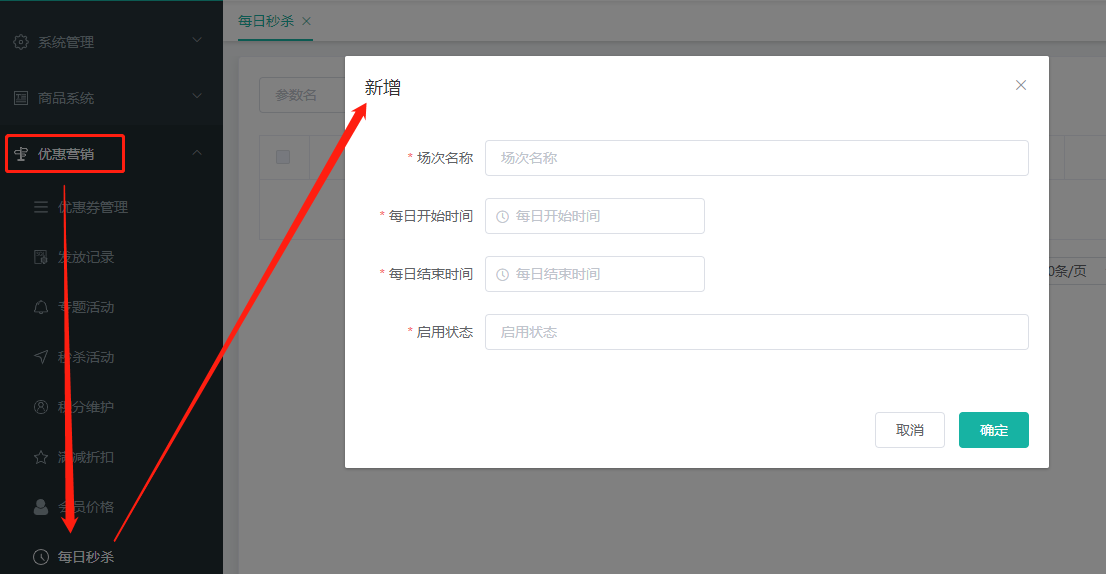 系统管理
商品系统
优惠营销
优惠券管理
发放记录
专题活动
秒杀活动
积分维护
满减折扣
会员价格
每日秒杀
每日秒杀
参数名
新增
* 场次名称 场次名称
* 每日开始时间 每日开始时间
* 每日结束时间 每日结束时间
* 启用状态 启用状态
取消 确定
0条/页